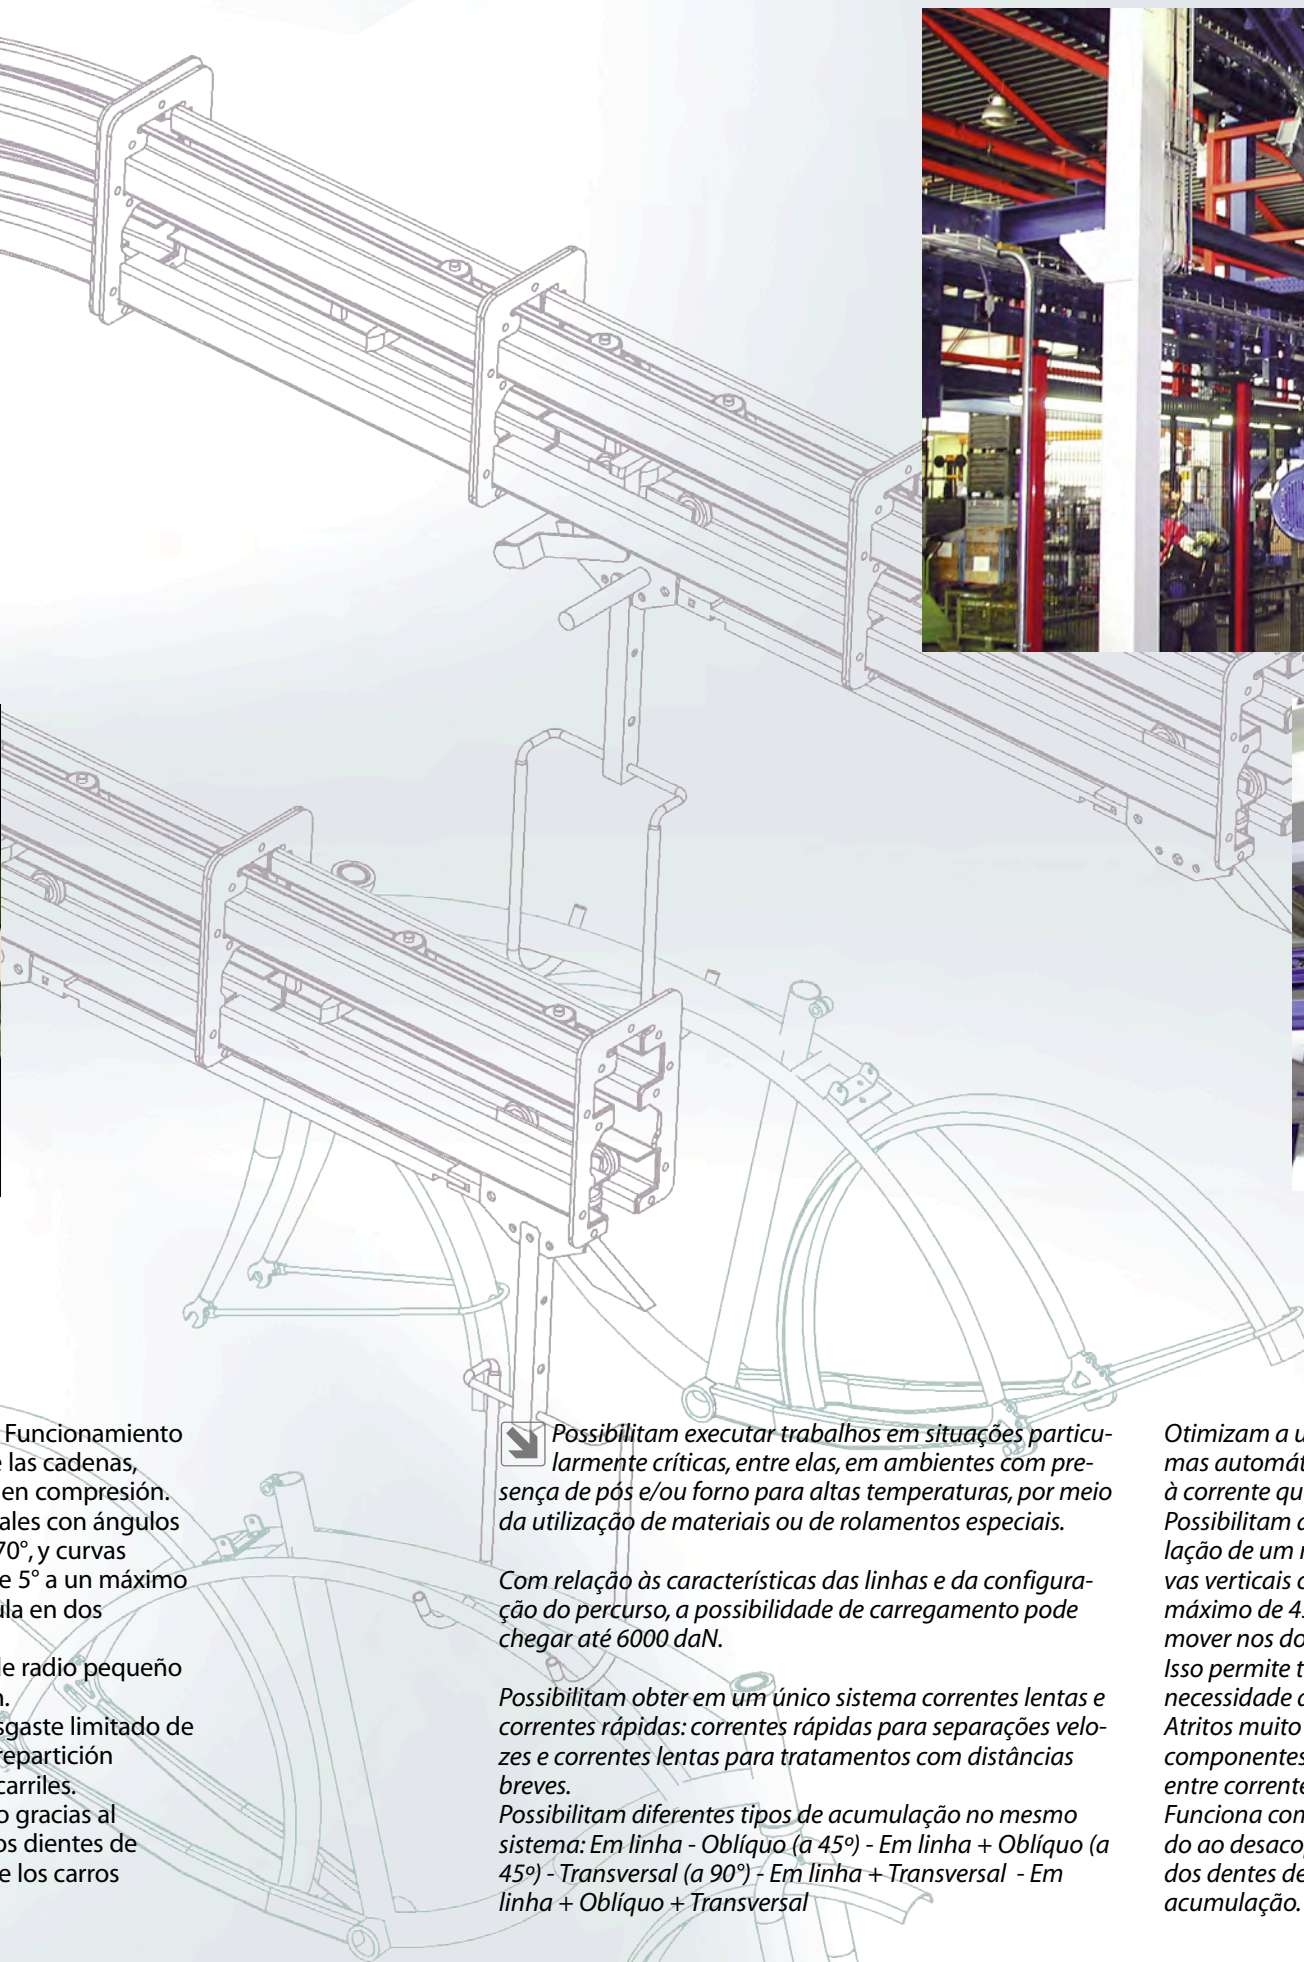 Funcionamiento
las cadenas,
en compresión.
ales con ángulos
70°, y curvas
e 5° a un máximo
ula en dos
le radio pequeño
sgaste limitado de
repartición
carriles.
o gracias al
os dientes de
e los carros
Possibilitam executar trabalhos em situações particu-
larmente críticas, entre elas, em ambientes com pre-
sença de pós e/ou forno para altas temperaturas, por meio
da utilização de materiais ou de rolamentos especiais.
Com relação às características das linhas e da configura-
ção do percurso, a possibilidade de carregamento pode
chegar até 6000 daN.
Possibilitam obter em um único sistema correntes lentas e
correntes rápidas: correntes rápidas para separações velo-
zes e correntes lentas para tratamentos com distâncias
breves.
Possibilitam diferentes tipos de acumulação no mesmo
sistema: Em linha - Oblíquo (a 45º) - Em linha + Oblíquo (a
45º) - Transversal (a 90°) - Em linha + Transversal - Em
linha + Oblíquo + Transversal
Otimizam a u
mas automát
à corrente qu
Possibilitam a
lação de um r
vas verticais c
máximo de 4
mover nos do
Isso permite t
necessidade d
Atritos muito
componentes
entre corrente
Funciona con
do ao desaco
dos dentes de
acumulação.